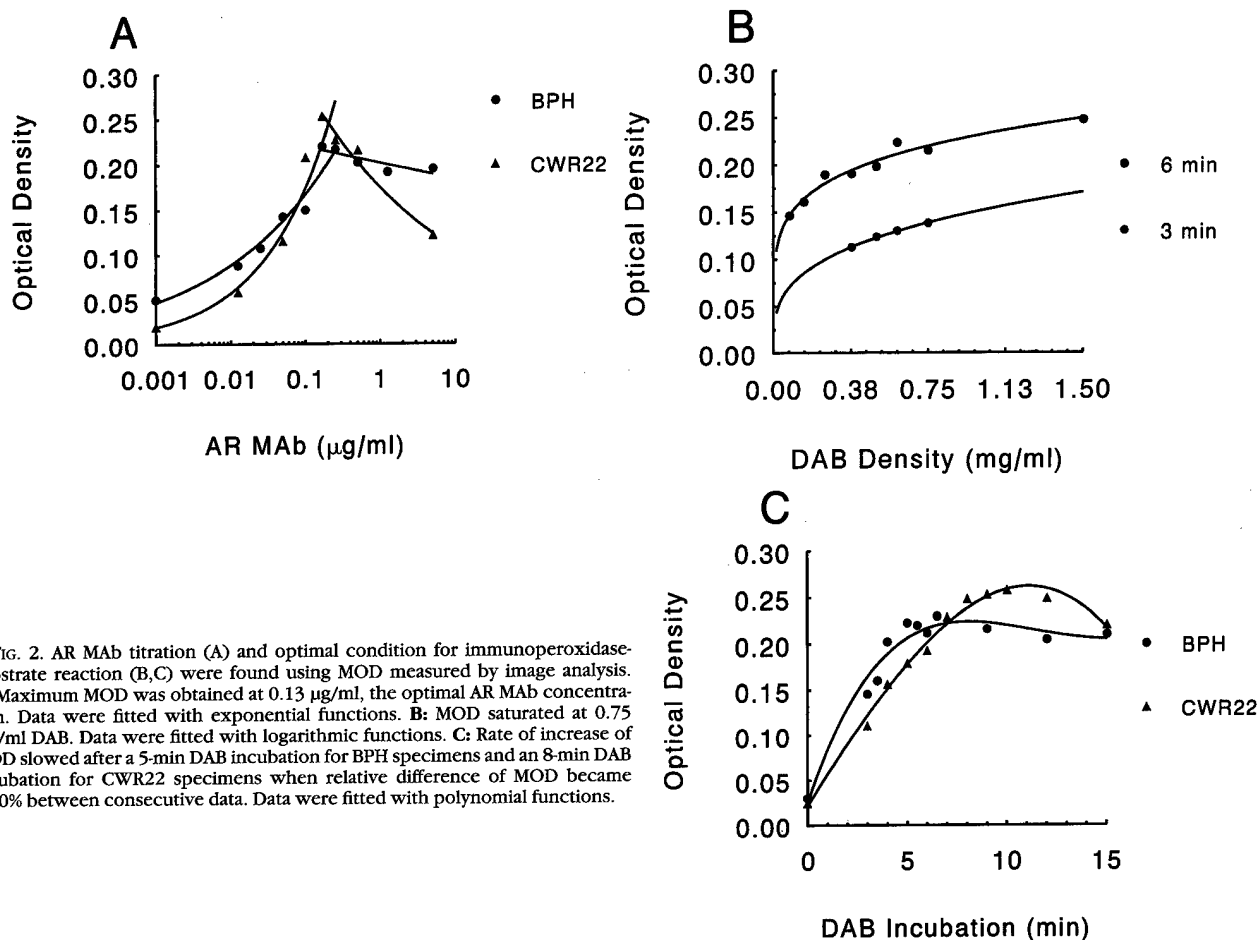 A
0.30
0.25
0.20
0.15
0.10
0.05
0.00
Optical Density
0.001 0.01 0.1 1 10
AR MAb (µg/ml)
BPH
CWR22
B
0.30
0.25
0.20
0.15
0.10
0.05
0.00
Optical Density
0.00 0.38 0.75 1.13 1.50
DAB Density (mg/ml)
6 min
3 min
C
0.30
0.25
0.20
0.15
0.10
0.05
0.00
Optical Density
0 5 10 15
DAB Incubation (min)
BPH
CWR22
IG. 2. AR MAb titration (A) and optimal condition for immunoperoxidase-
strate reaction (B,C) were found using MOD measured by image analysis.
Maximum MOD was obtained at 0.13 µg/ml, the optimal AR MAb concentra-
. Data were fitted with exponential functions. B: MOD saturated at 0.75
/ml DAB. Data were fitted with logarithmic functions. C: Rate of increase of
D slowed after a 5-min DAB incubation for BPH specimens and an 8-min DAB
ubation for CWR22 specimens when relative difference of MOD became
0% between consecutive data. Data were fitted with polynomial functions.